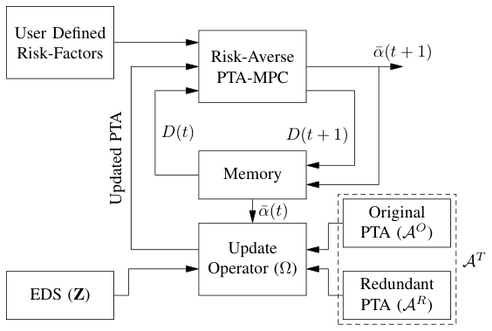 User Defined
Risk-Factors
Risk-Averse
PTA-MPC
ᾱ(t+1)
Updated PTA
D(t)
D(t+1)
Memory
ᾱ(t)
Update
Operator (Ω)
Original
PTA (𝒜^O)
𝒜^T
EDS (𝐙)
Redundant
PTA (𝒜^R)